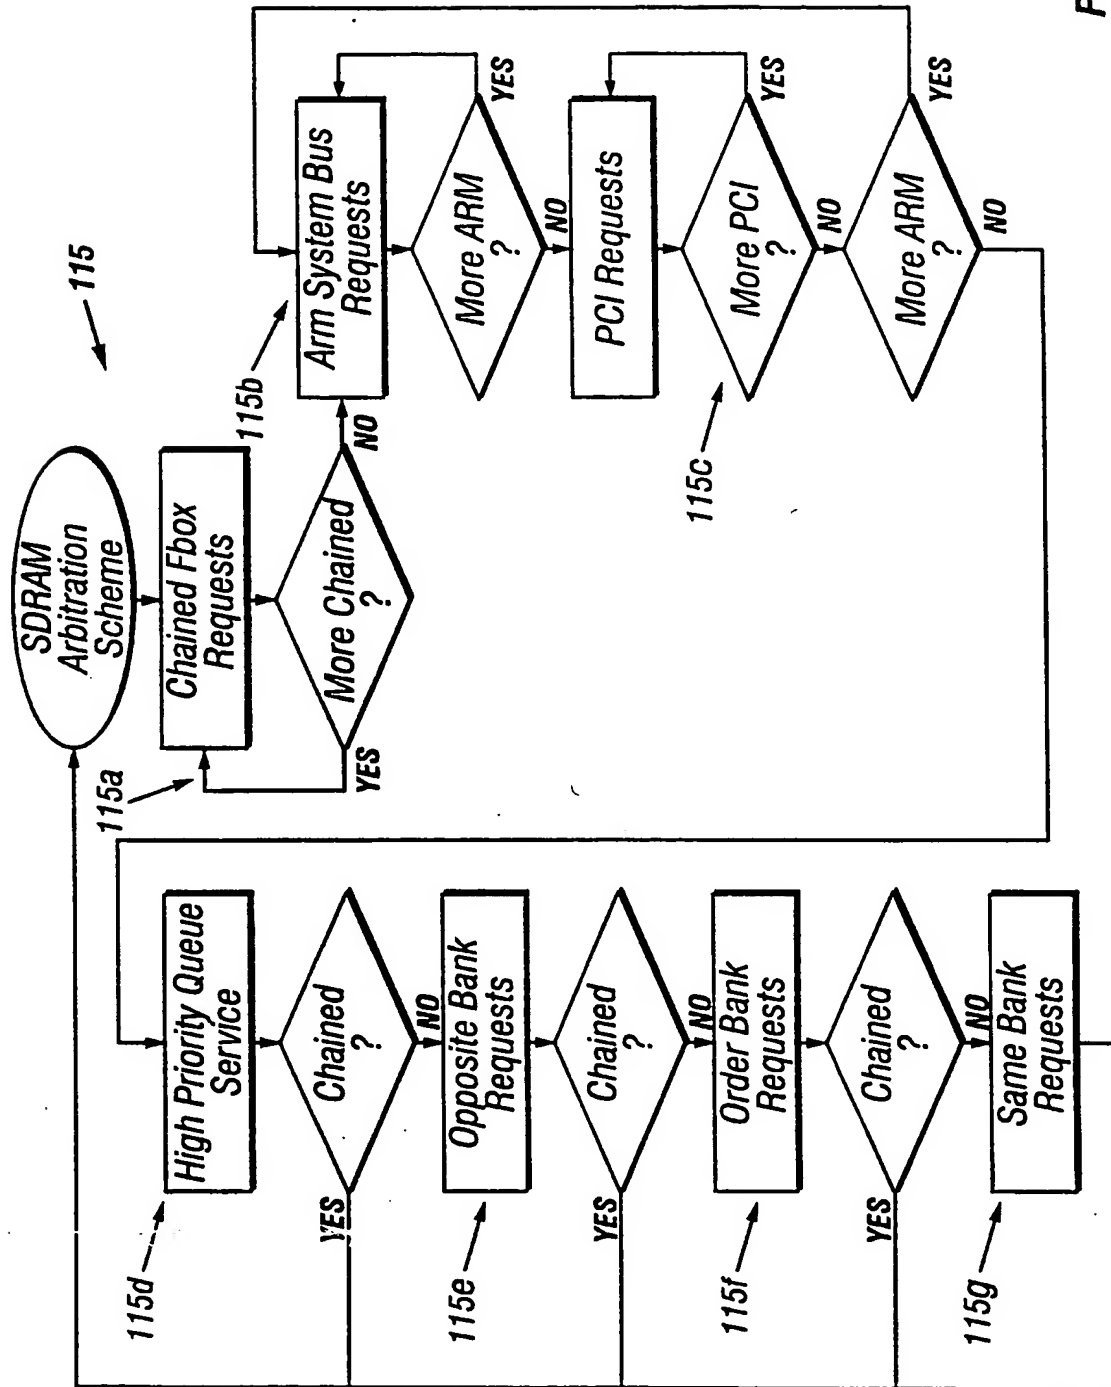 115
SDRAM
Arbitration
Scheme
115a
Chained Fbox
Requests
More Chained
?
YES
NO
115b
Arm System Bus
Requests
More ARM
?
YES
NO
PCI Requests
115c
More PCI
?
YES
NO
More ARM
?
YES
NO
115d
High Priority Queue
Service
Chained
?
YES
NO
115e
Opposite Bank
Requests
Chained
?
YES
NO
115f
Order Bank
Requests
Chained
?
YES
NO
115g
Same Bank
Requests